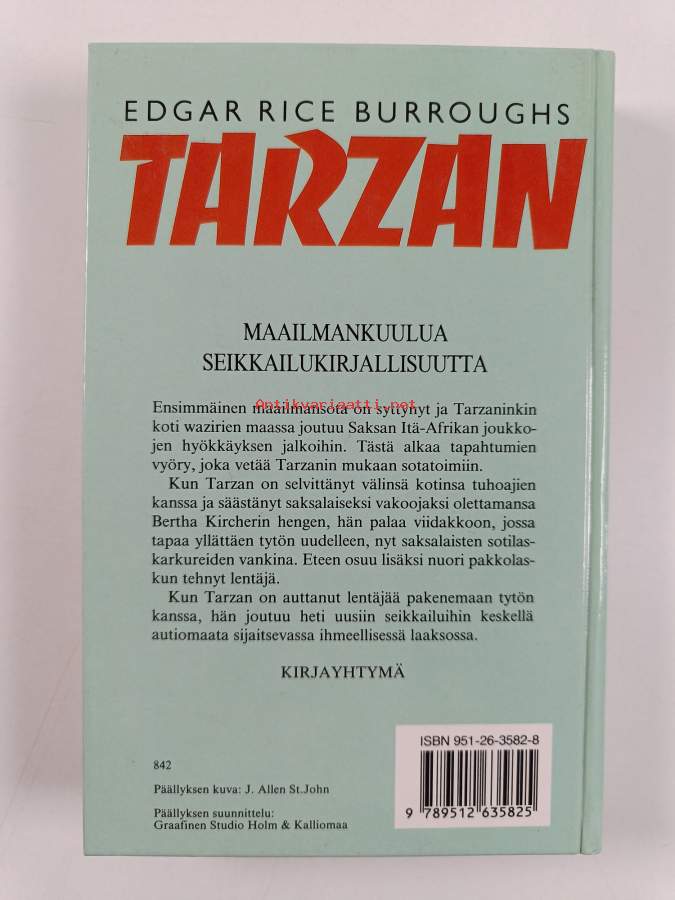 EDGAR RICE BURROUGHS
TARZAN
MAAILMANKUULUA
SEIKKAILUKIRJALLISUUTTA
Antikvariaatti.net
Ensimmäinen maailmansota on syttynyt ja Tarzaninkin
koti wazirien maassa joutuu Saksan Itä-Afrikan joukko-
jen hyökkäyksen jalkoihin. Tästä alkaa tapahtumien
vyöry, joka vetää Tarzanin mukaan sotatoimiin.
Kun Tarzan on selvittänyt välinsä kotinsa tuhoajien
kanssa ja säästänyt saksalaiseksi vakoojaksi olettamansa
Bertha Kircherin hengen, hän palaa viidakkoon, jossa
tapaa yllättäen tytön uudelleen, nyt saksalaisten sotilas-
karkureiden vankina. Eteen osuu lisäksi nuori pakkolas-
kun tehnyt lentäjä.
Kun Tarzan on auttanut lentäjää pakenemaan tytön
kanssa, hän joutuu heti uusiin seikkailuihin keskellä
autiomaata sijaitsevassa ihmeellisessä laaksossa.
KIRJAYHTYMÄ
ISBN 951-26-3582-8
9 789512 635825
842
Päällyksen kuva: J. Allen St.John
Päällyksen suunnittelu:
Graafinen Studio Holm & Kalliomaa